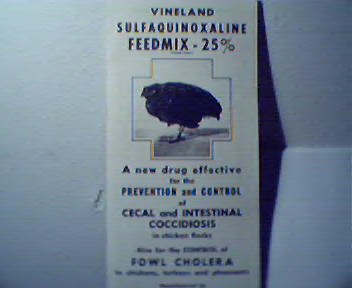 VINELAND
SULFAQUINOXALINE
FEEDMIX - 25%
A new drug effective
for the
PREVENTION and CONTROL
of
CECAL and INTESTINAL
COCCIDIOSIS
in chicken flocks
Also for the CONTROL of
FOWL CHOLERA
in chickens, turkeys and pheasants